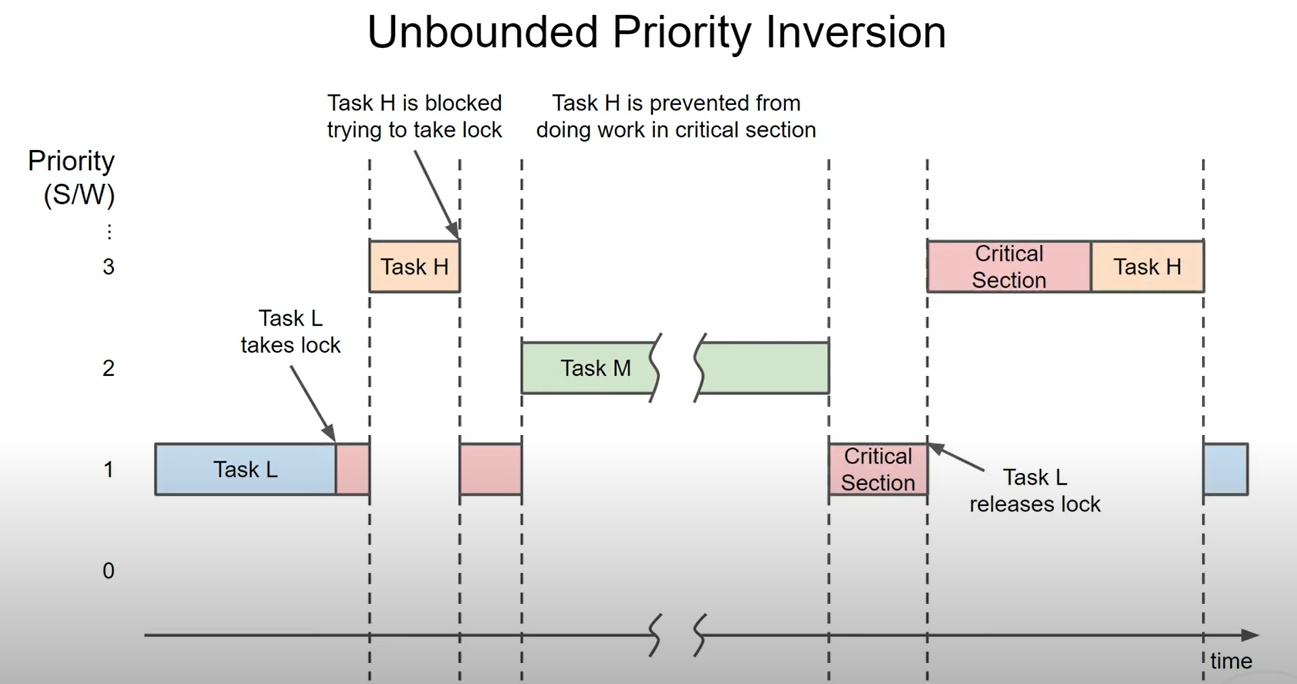 Unbounded Priority Inversion
Task H is blocked
trying to take lock
Task H is prevented from
doing work in critical section
Priority
(S/W)
⋮
3
Task H
Critical
Section
Task H
Task L
takes lock
2
Task M
1
Task L
Critical
Section
Task L
releases lock
0
time